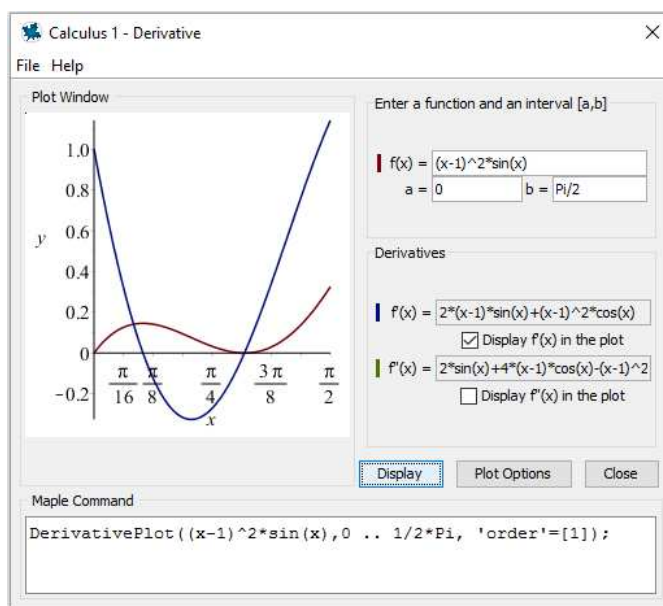 Calculus 1 - Derivative
File Help
Plot Window
1.0
0.8
y
0.6
0.4
0.2
0
-0.2
π/16 π/8 π/4 3π/8 π/2
x
Enter a function and an interval [a,b]
f(x) = (x-1)^2*sin(x)
a = 0 b = Pi/2
Derivatives
f'(x) = 2*(x-1)*sin(x)+(x-1)^2*cos(x)
Display f'(x) in the plot
f''(x) = 2*sin(x)+4*(x-1)*cos(x)-(x-1)^2
Display f''(x) in the plot
Display Plot Options Close
Maple Command
DerivativePlot((x-1)^2*sin(x),0 .. 1/2*Pi, 'order'=[1]);